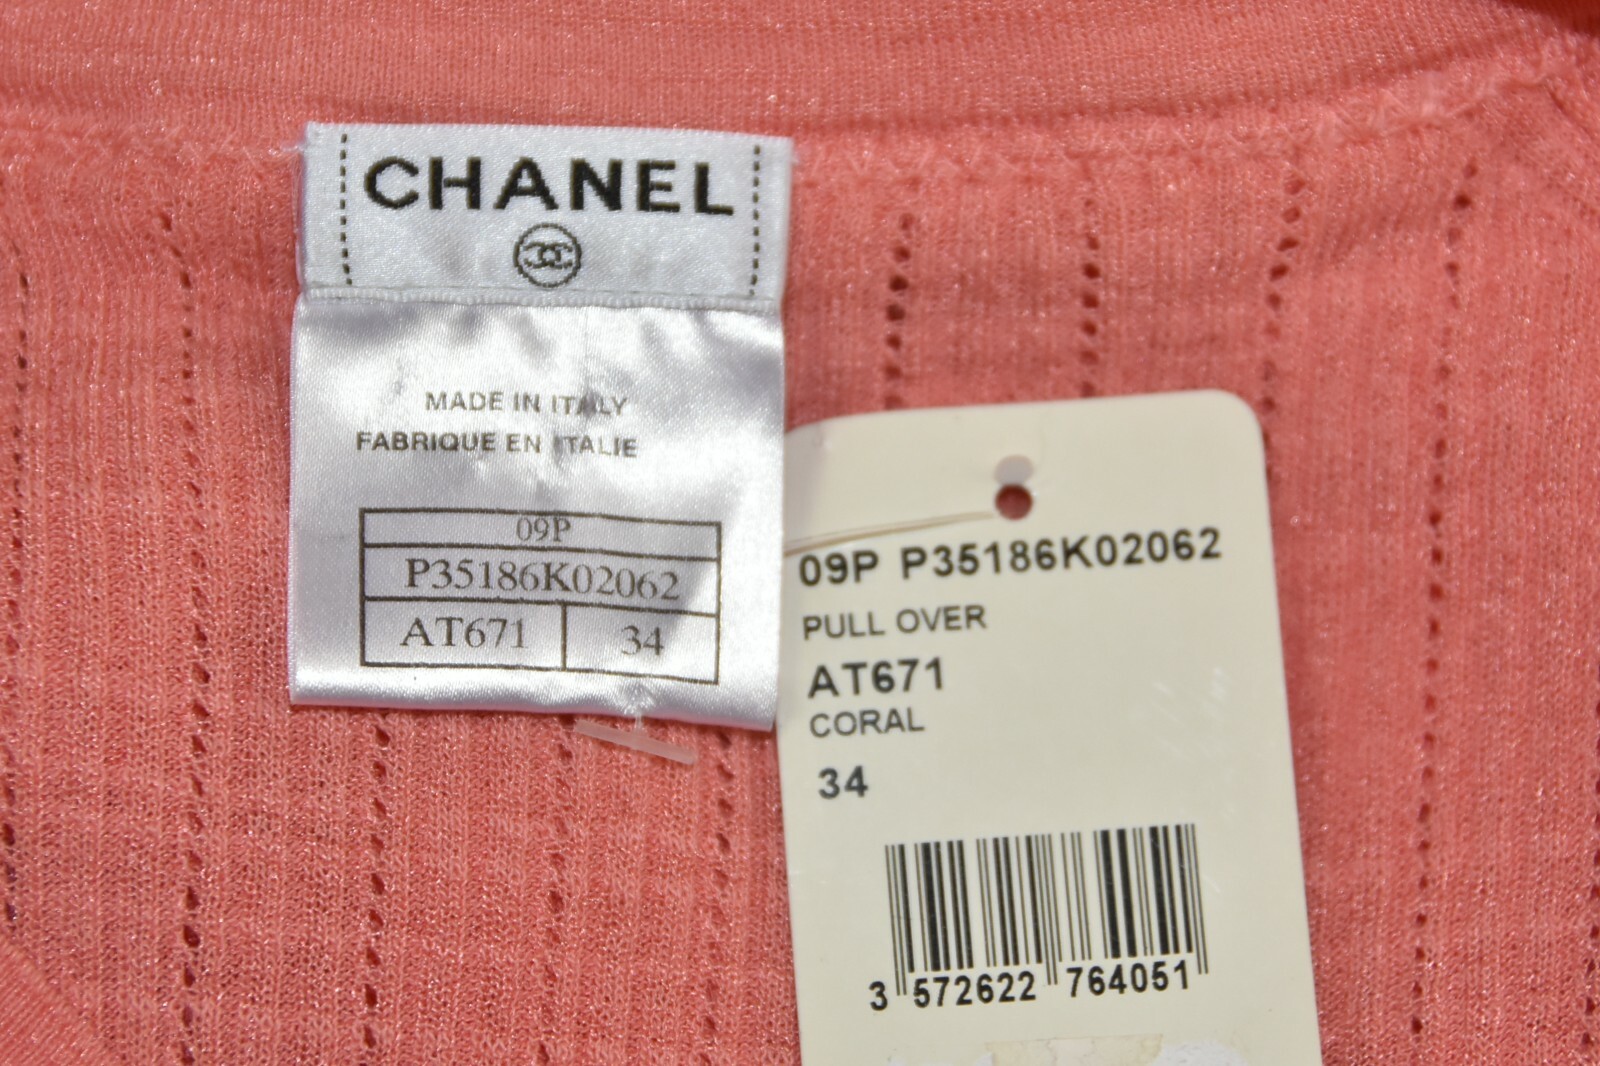 CHANEL
MADE IN ITALY
FABRIQUE EN ITALIE
09P
P35186K02062
AT671 34
09P P35186K02062
PULL OVER
AT671
CORAL
34
3 572622 764051